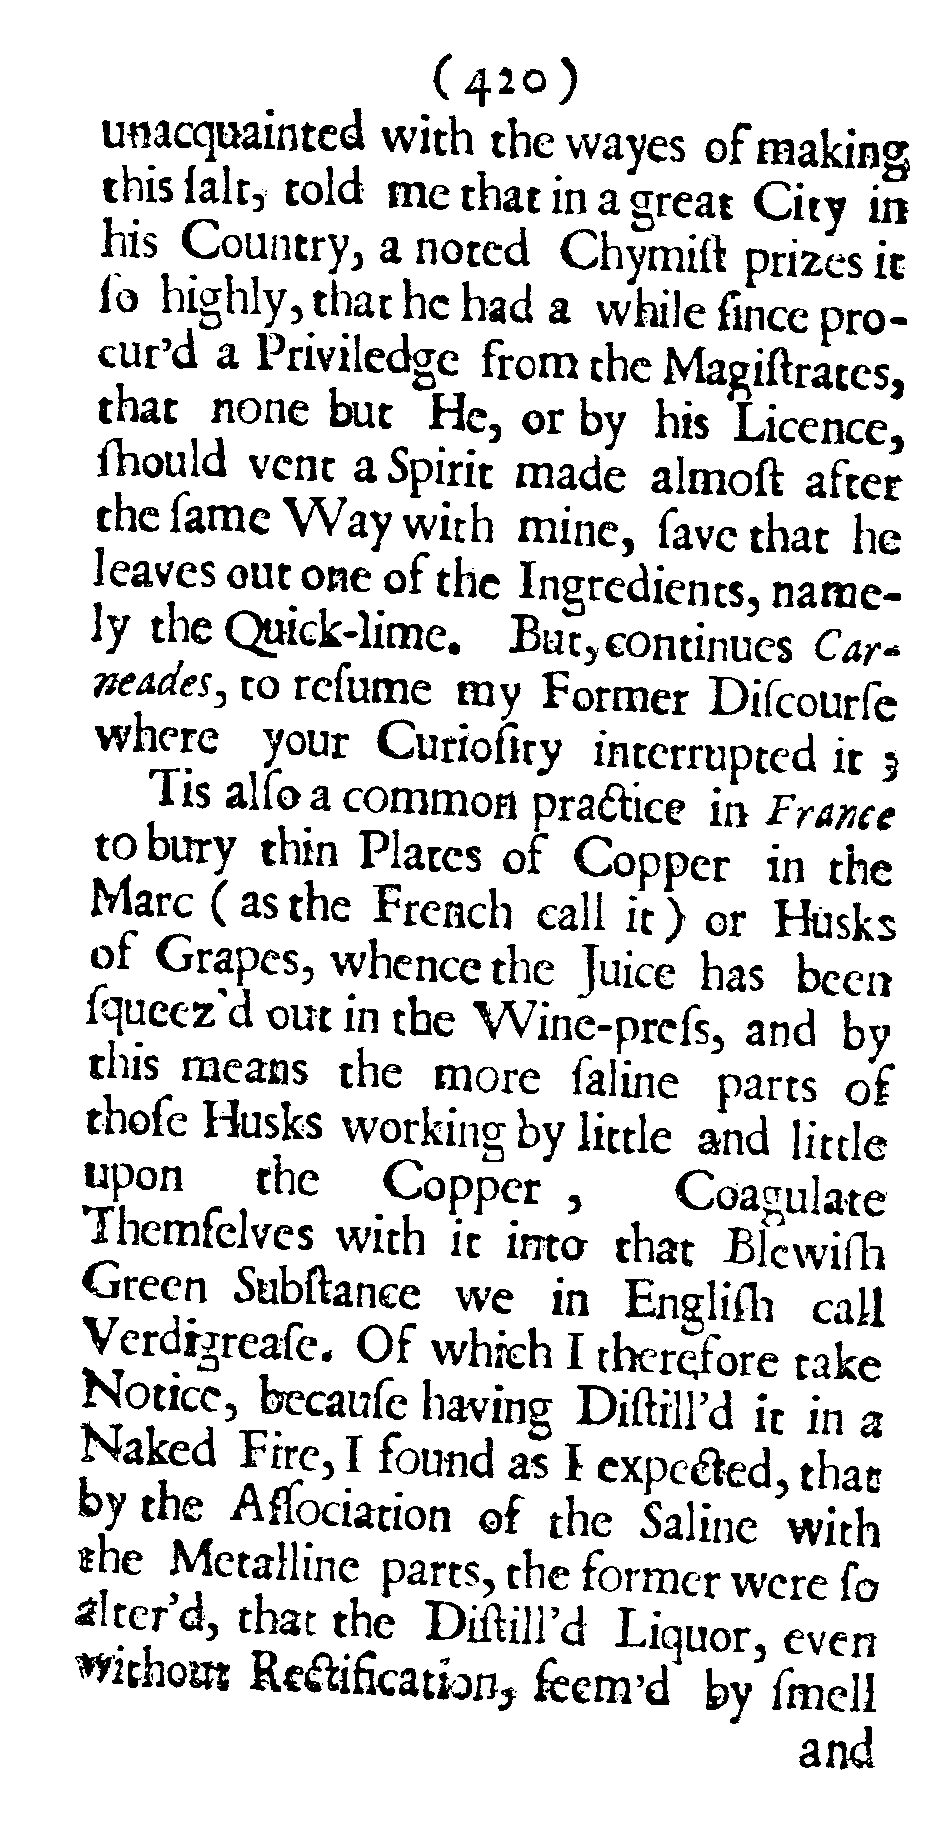 (420)
unacquainted with the wayes of making
this ſalt, told me that in a great City in
his Country, a noted Chymiſt prizes it
ſo highly, that he had a while ſince pro-
cur'd a Priviledge from the Magiſtrates,
that none but He, or by his Licence,
ſhould vent a Spirit made almoſt after
the ſame Way with mine, ſave that he
leaves out one of the Ingredients, name-
ly the Quick-lime. But, continues Car-
neades, to reſume my Former Diſcourſe
where your Curioſity interrupted it ;
Tis alſo a common practice in France
to bury thin Plates of Copper in the
Marc (as the French call it) or Husks
of Grapes, whence the Juice has been
ſqueez'd out in the Wine-preſs, and by
this means the more ſaline parts of
thoſe Husks working by little and little
upon the Copper, Coagulate
Themſelves with it into that Blewiſh
Green Subſtance we in Engliſh call
Verdigreaſe. Of which I therefore take
Notice, becauſe having Diſtill'd it in a
Naked Fire, I found as I expected, that
by the Aſſociation of the Saline with
the Metalline parts, the former were ſo
alter'd, that the Diſtill'd Liquor, even
without Rectification, ſeem'd by ſmell
and